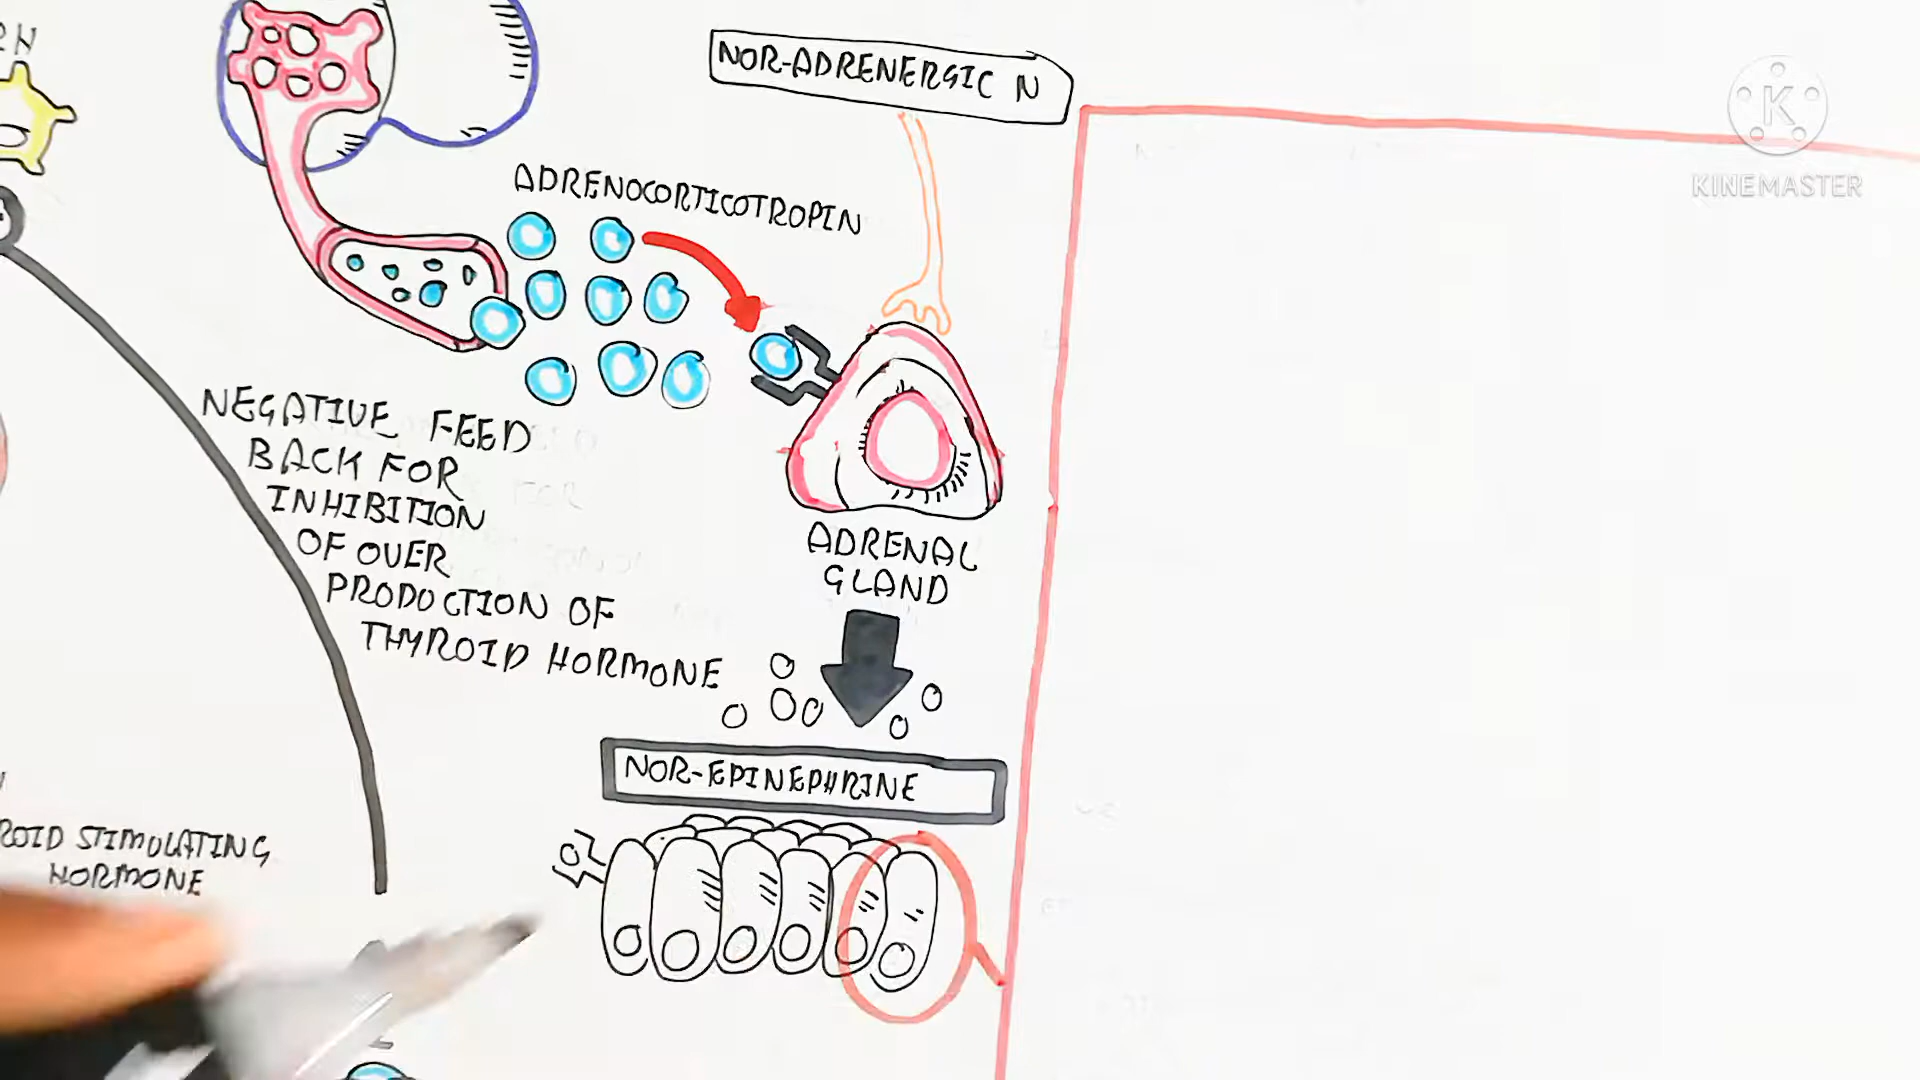 RH
NOR-ADRENERGIC N
K
KINEMASTER
ADRENOCORTICOTROPIN
NEGATIVE FEED
BACK FOR
INHIBITION
OF OVER
PRODUCTION OF
THYROID HORMONE
ADRENAL
GLAND
NOR-EPINEPHRINE
ROID STIMULATING
HORMONE